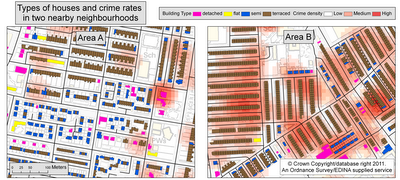 Types of houses and crime rates
in two nearby neighbourhoods
Building Type detached flat semi terraced Crime density Low Medium High
Area A
Area B
Meters
© Crown Copyright/database right 2011.
An Ordnance Survey/EDINA supplied service